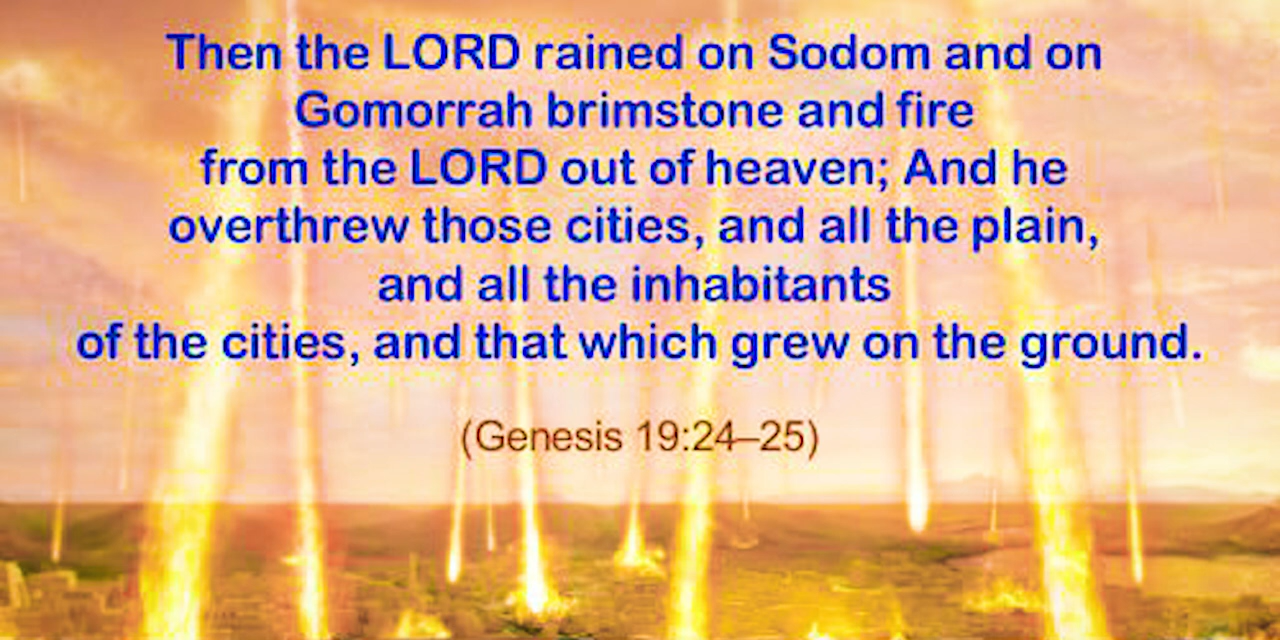 Then the LORD rained on Sodom and on
Gomorrah brimstone and fire
from the LORD out of heaven; And he
overthrew those cities, and all the plain,
and all the inhabitants
of the cities, and that which grew on the ground.
(Genesis 19:24–25)